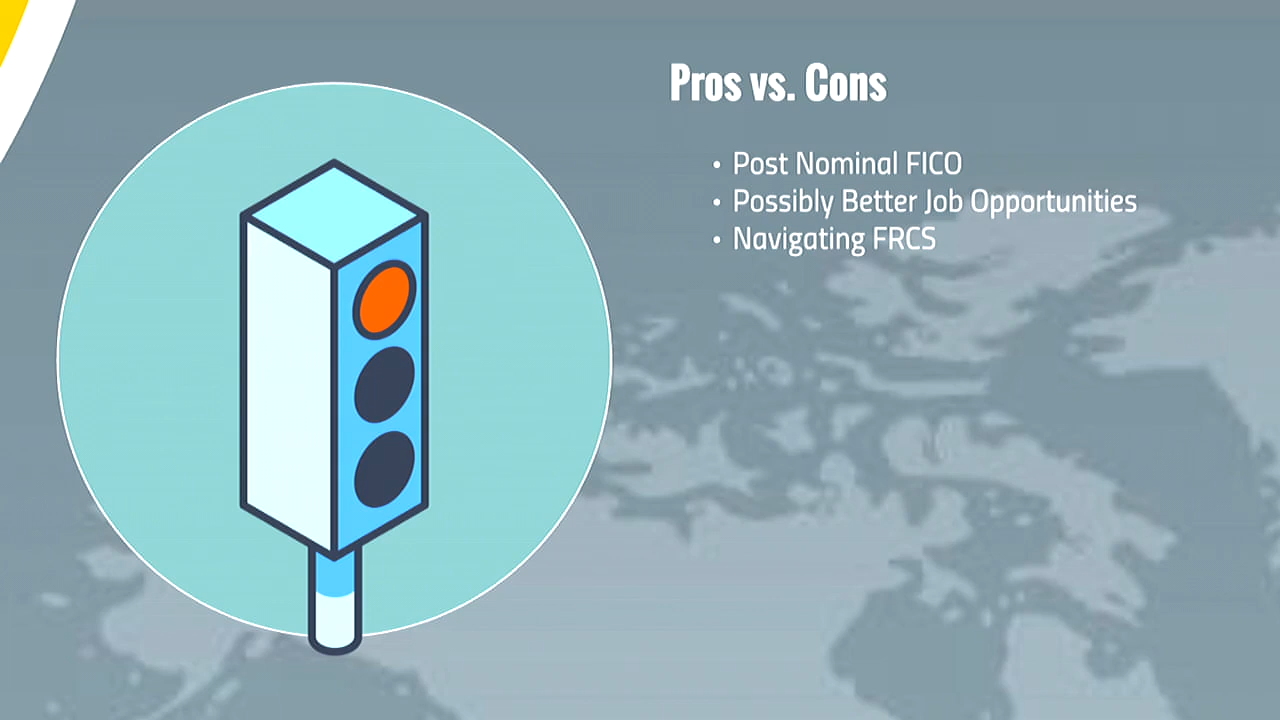 Pros vs. Cons
• Post Nominal FICO
• Possibly Better Job Opportunities
• Navigating FRCS